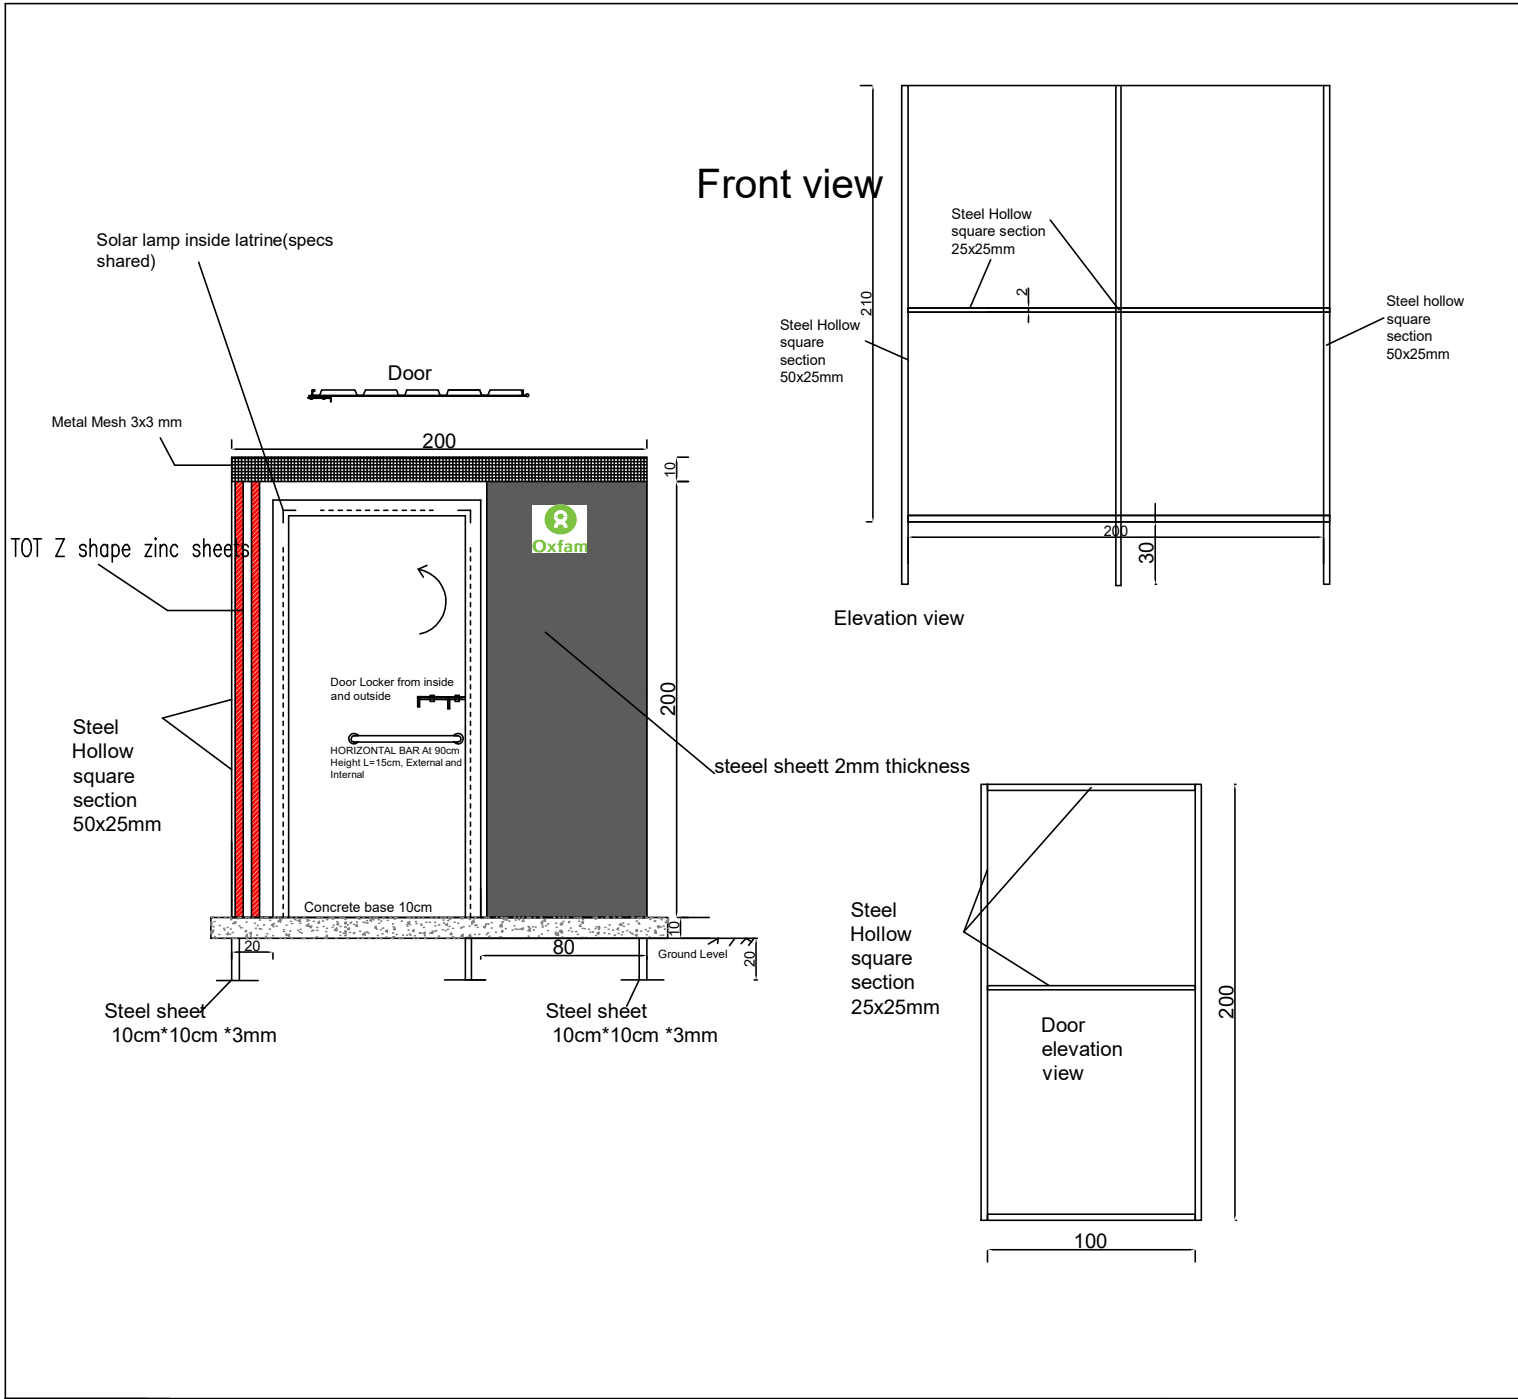 Front view
Steel Hollow
square section
25x25mm
Solar lamp inside latrine(specs
shared)
2
210
Steel Hollow
square
section
50x25mm
Steel hollow
square
section
50x25mm
Door
Metal Mesh 3x3 mm
200
10
Oxfam
TOT Z shape zinc sheets
200
30
Elevation view
Door Locker from inside
and outside
200
Steel
Hollow
square
section
50x25mm
HORIZONTAL BAR At 90cm
Height L=15cm, External and
Internal
steeel sheett 2mm thickness
Concrete base 10cm
10
20
80
Ground Level
20
Steel sheet
10cm*10cm *3mm
Steel sheet
10cm*10cm *3mm
Steel
Hollow
square
section
25x25mm
200
Door
elevation
view
100